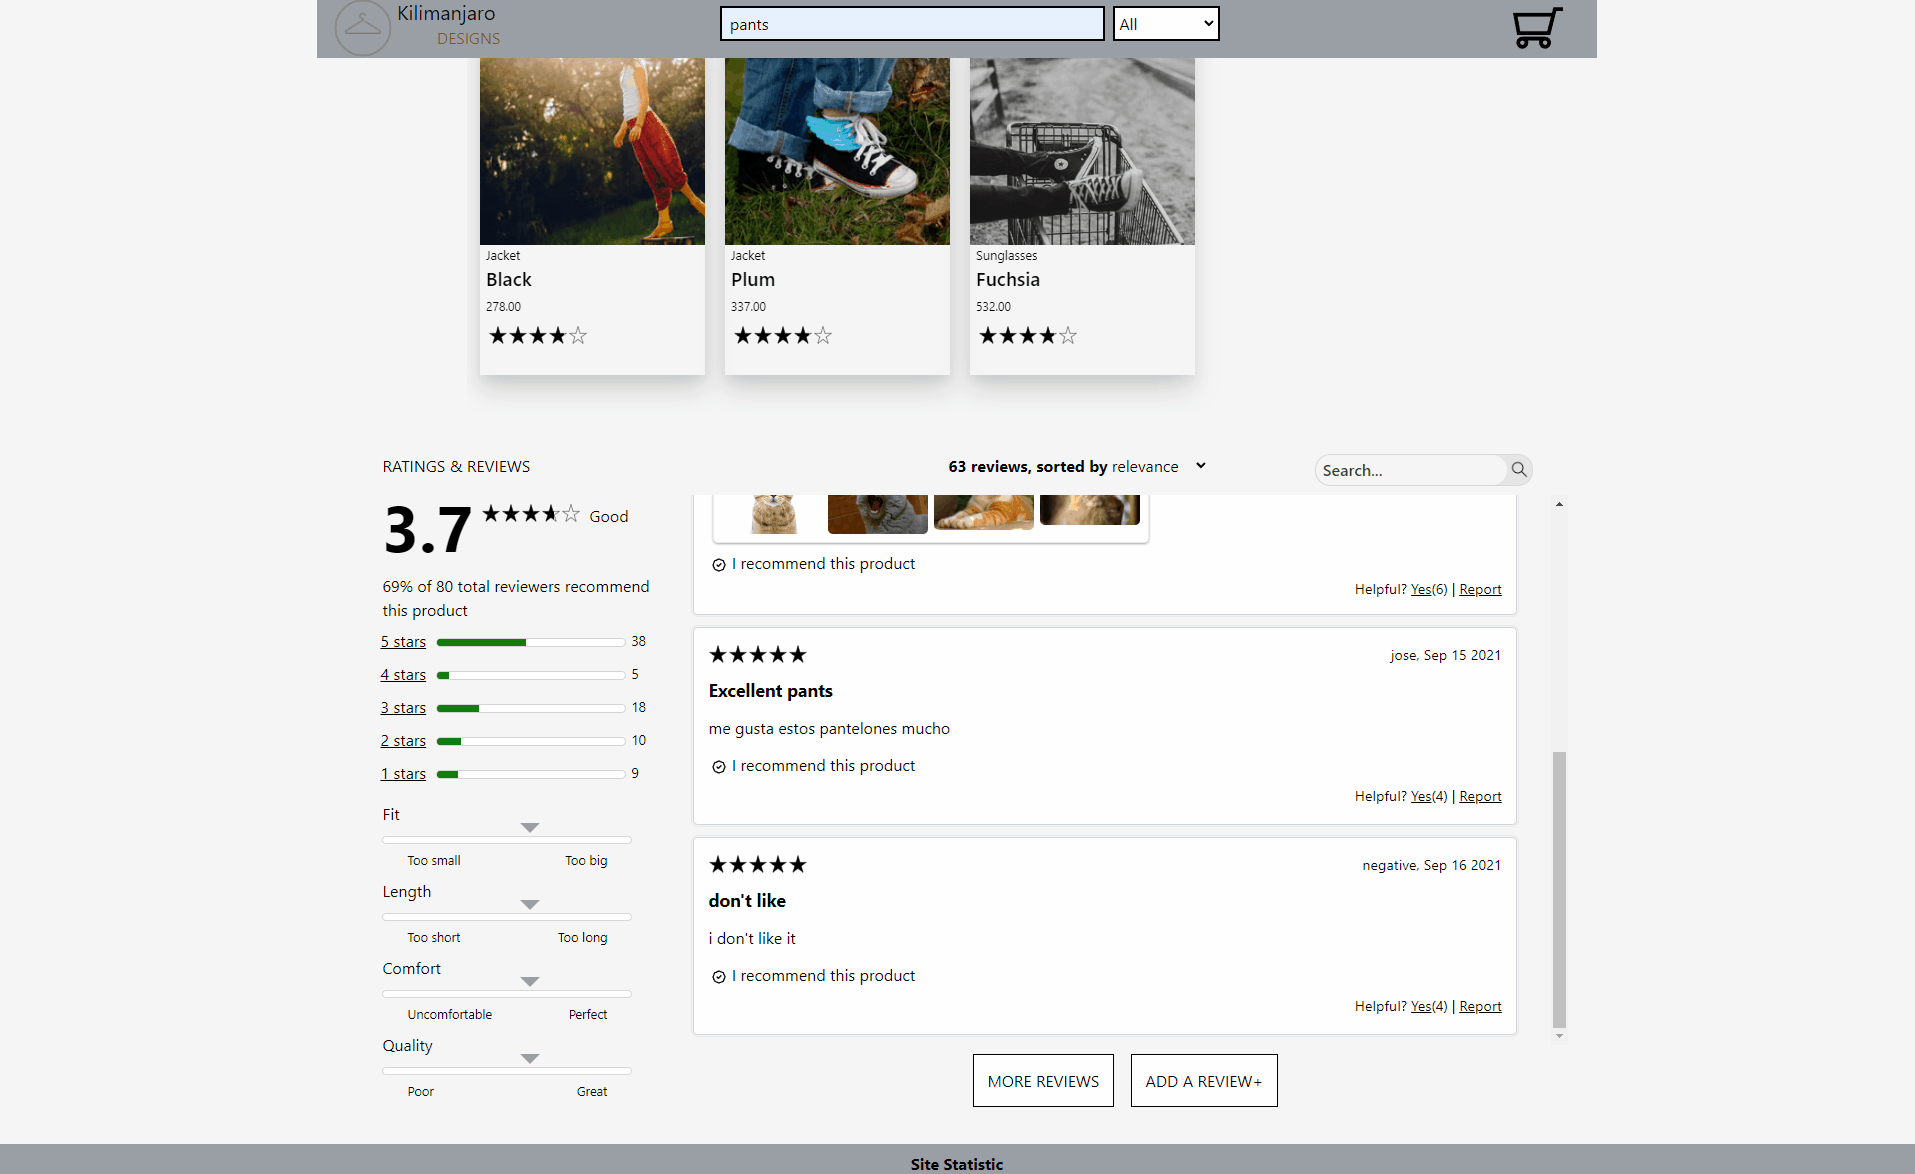 Kilimanjaro
DESIGNS
pants
All
Jacket
Black
278.00
Jacket
Plum
337.00
Sunglasses
Fuchsia
532.00
RATINGS & REVIEWS
63 reviews, sorted by relevance
Search...
3.7
Good
69% of 80 total reviewers recommend
this product
5 stars 38
4 stars 5
3 stars 18
2 stars 10
1 stars 9
Fit
Too small Too big
Length
Too short Too long
Comfort
Uncomfortable Perfect
Quality
Poor Great
I recommend this product
Helpful? Yes(6) | Report
jose, Sep 15 2021
Excellent pants
me gusta estos pantelones mucho
I recommend this product
Helpful? Yes(4) | Report
negative, Sep 16 2021
don't like
i don't like it
I recommend this product
Helpful? Yes(4) | Report
MORE REVIEWS
ADD A REVIEW+
Site Statistic